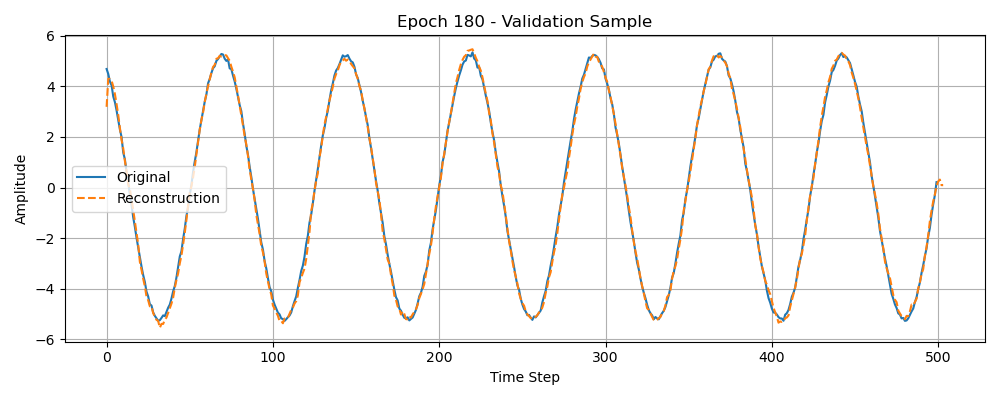 Epoch 180 - Validation Sample
Amplitude
6
4
2
0
−2
−4
−6
Original
Reconstruction
0 100 200 300 400 500
Time Step